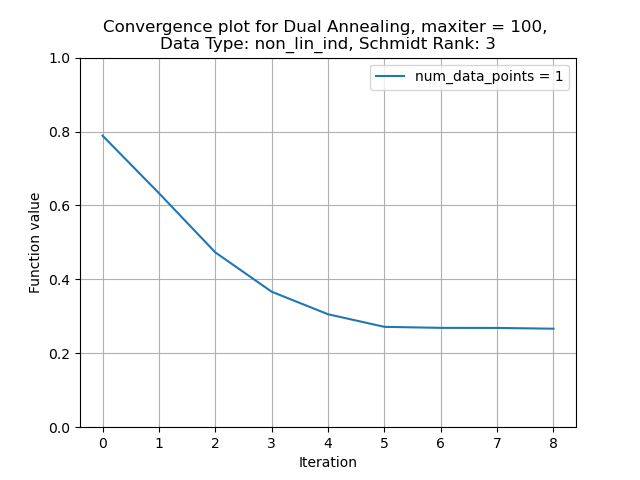 Convergence plot for Dual Annealing, maxiter = 100,
Data Type: non_lin_ind, Schmidt Rank: 3
num_data_points = 1
Function value
1.0
0.8
0.6
0.4
0.2
0.0
0 1 2 3 4 5 6 7 8
Iteration